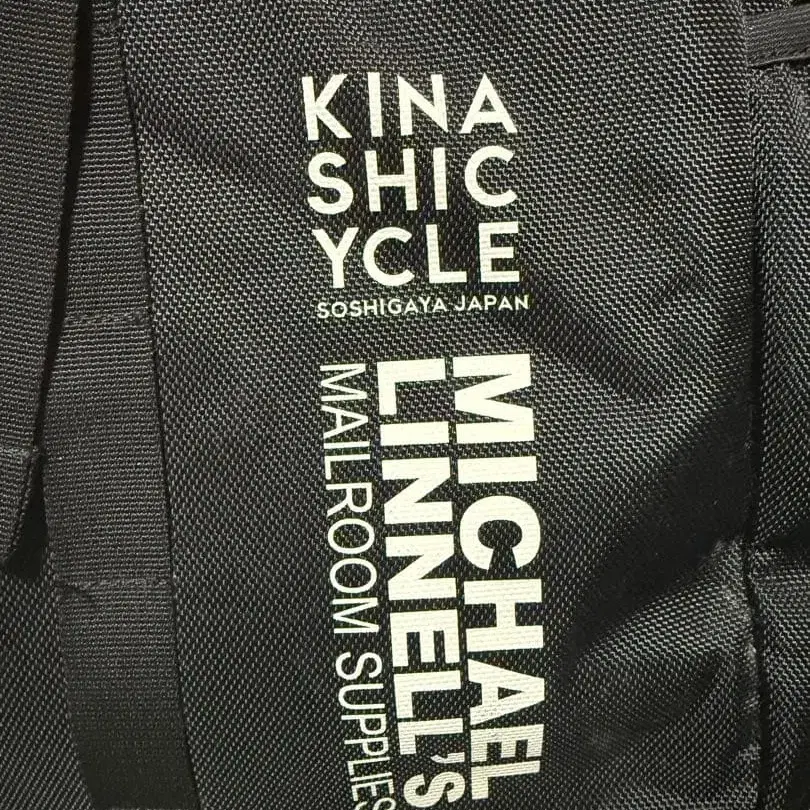 KINA
SHIC
YCLE
SOSHIGAYA JAPAN
MICHAEL
LINNELL'S
MAILROOM SUPPLIES